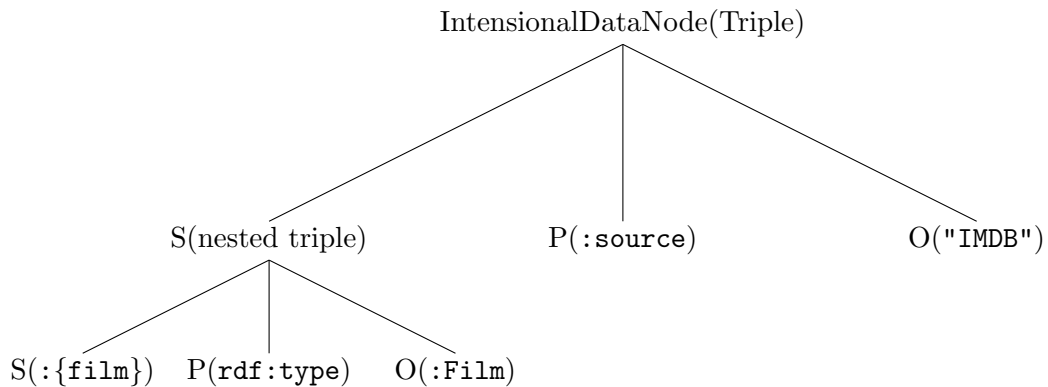 IntensionalDataNode(Triple)
S(nested triple) P(:source) O("IMDB")
S(:{film}) P(rdf:type) O(:Film)